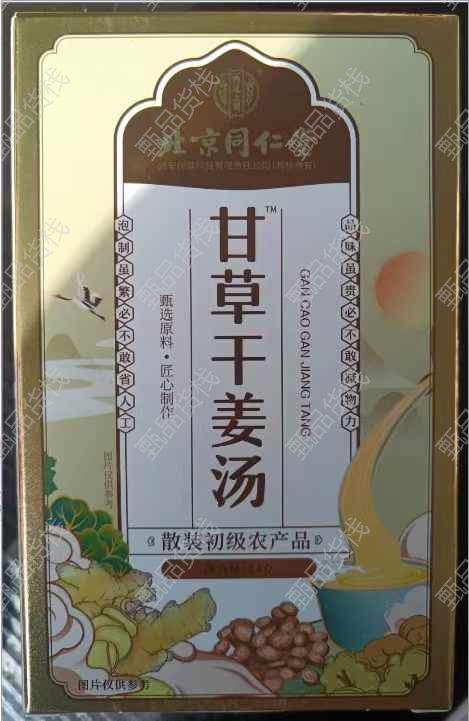 北京同仁堂
甘草干姜汤
TM
GAN CAO GAN JIANG TANG
甄选原料·匠心制作
炮制虽繁必不敢省人工
品味虽贵必不敢减物力
图片仅供参考
散装初级农产品
图片仅供参考
甄品货栈